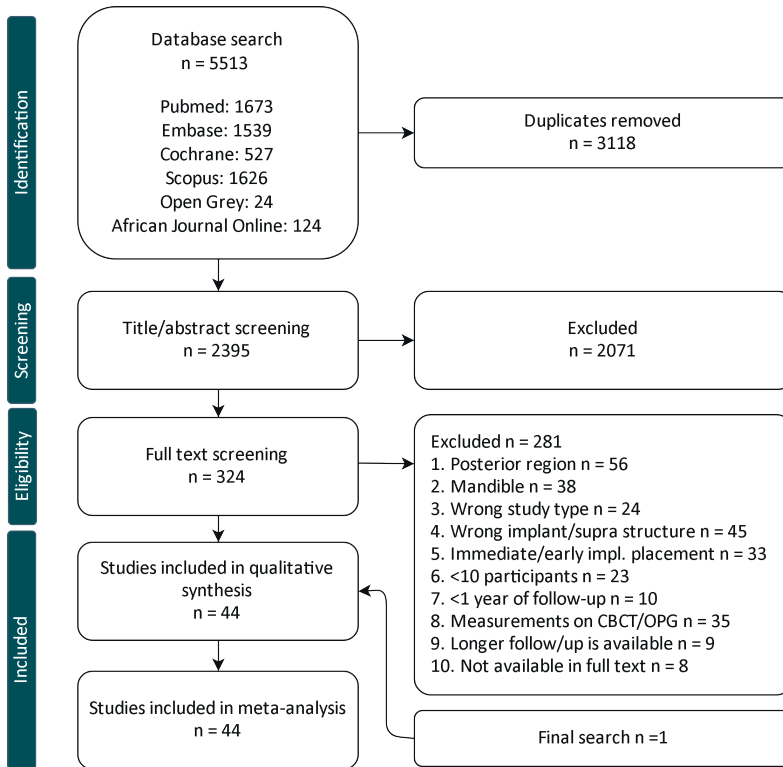 Identification
Database search
n = 5513
Pubmed: 1673
Embase: 1539
Cochrane: 527
Scopus: 1626
Open Grey: 24
African Journal Online: 124
Duplicates removed
n = 3118
Screening
Title/abstract screening
n = 2395
Excluded
n = 2071
Eligibility
Full text screening
n = 324
Excluded n = 281
1. Posterior region n = 56
2. Mandible n = 38
3. Wrong study type n = 24
4. Wrong implant/supra structure n = 45
5. Immediate/early impl. placement n = 33
6. <10 participants n = 23
7. <1 year of follow-up n = 10
8. Measurements on CBCT/OPG n = 35
9. Longer follow/up is available n = 9
10. Not available in full text n = 8
Included
Studies included in qualitative
synthesis
n = 44
Studies included in meta-analysis
n = 44
Final search n =1